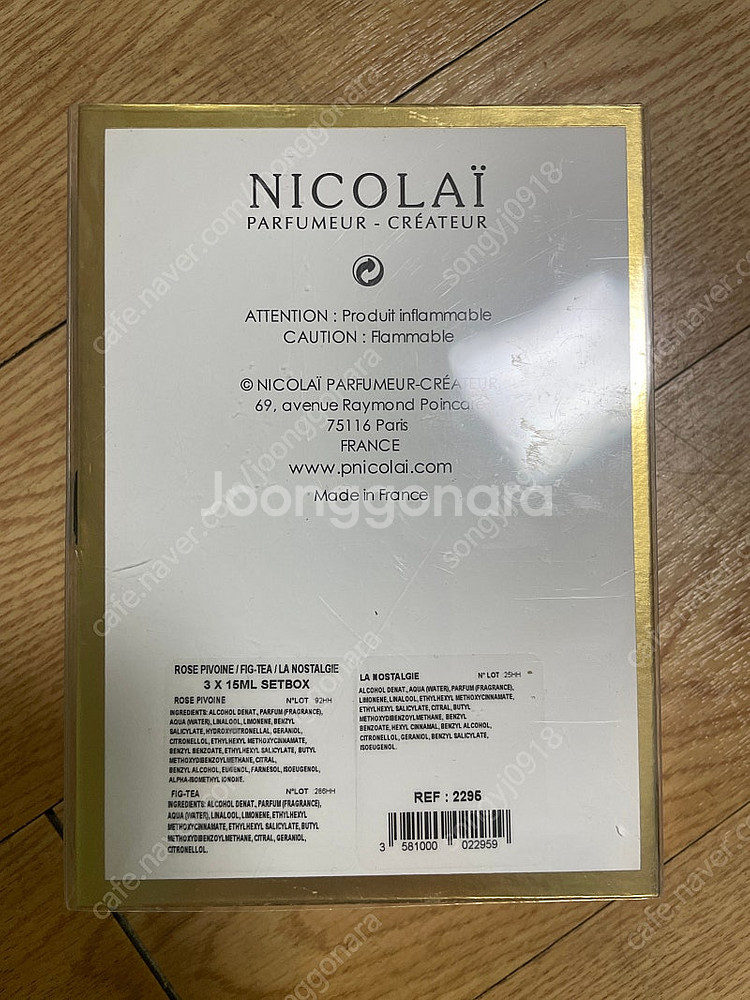 NICOLAÏ
PARFUMEUR - CRÉATEUR
ATTENTION : Produit inflammable
CAUTION : Flammable
© NICOLAÏ PARFUMEUR-CRÉATEUR
69, avenue Raymond Poincaré
75116 Paris
FRANCE
www.pnicolai.com
Joonggonara
Made in France
ROSE PIVOINE / FIG-TEA / LA NOSTALGIE
3 X 15ML SETBOX
ROSE PIVOINE N°LOT :92HH
INGREDIENTS: ALCOHOL DENAT., PARFUM (FRAGRANCE),
AQUA (WATER), LINALOOL, LIMONENE, BENZYL
SALICYLATE, HYDROXYCITRONELLAL, GERANIOL,
CITRONELLOL, ETHYLHEXYL METHOXYCINNAMATE,
BENZYL BENZOATE, ETHYLHEXYL SALICYLATE, BUTYL
METHOXYDIBENZOYLMETHANE, CITRAL,
BENZYL ALCOHOL, EUGENOL, FARNESOL, ISOEUGENOL,
ALPHA-ISOMETHYL IONONE.
FIG-TEA N°LOT :286HH
INGREDIENTS: ALCOHOL DENAT., PARFUM (FRAGRANCE),
AQUA (WATER), LINALOOL, LIMONENE, ETHYLHEXYL
METHOXYCINNAMATE, ETHYLHEXYL SALICYLATE, BUTYL
METHOXYDIBENZOYLMETHANE, CITRAL, GERANIOL,
CITRONELLOL.
LA NOSTALGIE N° LOT :25HH
ALCOHOL DENAT., AQUA (WATER), PARFUM (FRAGRANCE),
LIMONENE, LINALOOL, ETHYLHEXYL METHOXYCINNAMATE,
ETHYLHEXYL SALICYLATE, CITRAL, BUTYL
METHOXYDIBENZOYLMETHANE, BENZYL
BENZOATE, HEXYL CINNAMAL, BENZYL ALCOHOL,
CITRONELLOL, GERANIOL, BENZYL SALICYLATE,
ISOEUGENOL.
REF : 2295
3 581000 022959
cafe.naver.com/joonggonara
songyj0918